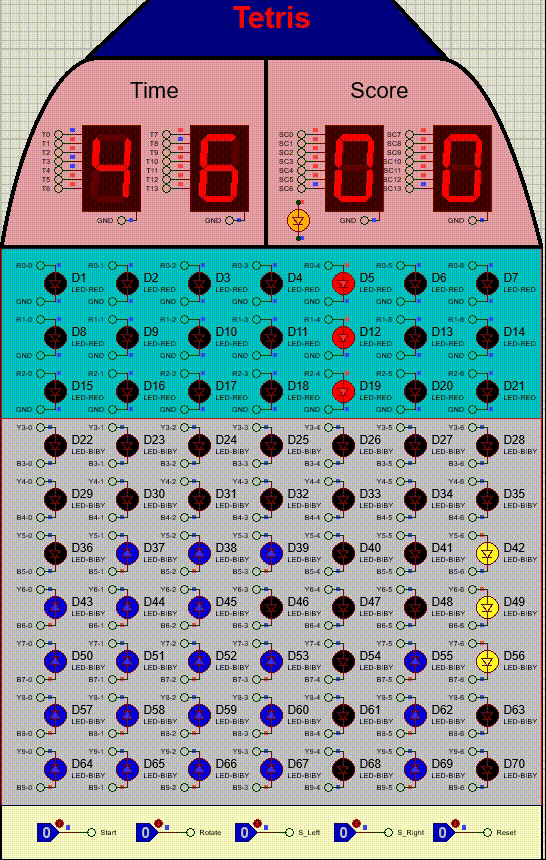 Tetris
Time Score
T0 T7 SC0 SC7
T1 T8 SC1 SC8
T2 T9 SC2 SC9
T3 T10 SC3 SC10
T4 T11 SC4 SC11
T5 T12 SC5 SC12
T6 T13 SC6 SC13
4 6 0 0
GND GND GND GND
R0-0 R0-1 R0-2 R0-3 R0-4 R0-5 R0-6
D1 D2 D3 D4 D5 D6 D7
LED-RED LED-RED LED-RED LED-RED LED-RED LED-RED LED-RED
GND GND GND GND GND GND GND
R1-0 R1-1 R1-2 R1-3 R1-4 R1-5 R1-6
D8 D9 D10 D11 D12 D13 D14
LED-RED LED-RED LED-RED LED-RED LED-RED LED-RED LED-RED
GND GND GND GND GND GND GND
R2-0 R2-1 R2-2 R2-3 R2-4 R2-5 R2-6
D15 D16 D17 D18 D19 D20 D21
LED-RED LED-RED LED-RED LED-RED LED-RED LED-RED LED-RED
GND GND GND GND GND GND GND
Y3-0 Y3-1 Y3-2 Y3-3 Y3-4 Y3-5 Y3-6
D22 D23 D24 D25 D26 D27 D28
LED-BIBY LED-BIBY LED-BIBY LED-BIBY LED-BIBY LED-BIBY LED-BIBY
B3-0 B3-1 B3-2 B3-3 B3-4 B3-5 B3-6
Y4-0 Y4-1 Y4-2 Y4-3 Y4-4 Y4-5 Y4-6
D29 D30 D31 D32 D33 D34 D35
LED-BIBY LED-BIBY LED-BIBY LED-BIBY LED-BIBY LED-BIBY LED-BIBY
B4-0 B4-1 B4-2 B4-3 B4-4 B4-5 B4-6
Y5-0 Y5-1 Y5-2 Y5-3 Y5-4 Y5-5 Y5-6
D36 D37 D38 D39 D40 D41 D42
LED-BIBY LED-BIBY LED-BIBY LED-BIBY LED-BIBY LED-BIBY LED-BIBY
B5-0 B5-1 B5-2 B5-3 B5-4 B5-5 B5-6
Y6-0 Y6-1 Y6-2 Y6-3 Y6-4 Y6-5 Y6-6
D43 D44 D45 D46 D47 D48 D49
LED-BIBY LED-BIBY LED-BIBY LED-BIBY LED-BIBY LED-BIBY LED-BIBY
B6-0 B6-1 B6-2 B6-3 B6-4 B6-5 B6-6
Y7-0 Y7-1 Y7-2 Y7-3 Y7-4 Y7-5 Y7-6
D50 D51 D52 D53 D54 D55 D56
LED-BIBY LED-BIBY LED-BIBY LED-BIBY LED-BIBY LED-BIBY LED-BIBY
B7-0 B7-1 B7-2 B7-3 B7-4 B7-5 B7-6
Y8-0 Y8-1 Y8-2 Y8-3 Y8-4 Y8-5 Y8-6
D57 D58 D59 D60 D61 D62 D63
LED-BIBY LED-BIBY LED-BIBY LED-BIBY LED-BIBY LED-BIBY LED-BIBY
B8-0 B8-1 B8-2 B8-3 B8-4 B8-5 B8-6
Y9-0 Y9-1 Y9-2 Y9-3 Y9-4 Y9-5 Y9-6
D64 D65 D66 D67 D68 D69 D70
LED-BIBY LED-BIBY LED-BIBY LED-BIBY LED-BIBY LED-BIBY LED-BIBY
B9-0 B9-1 B9-2 B9-3 B9-4 B9-5 B9-6
0 Start 0 Rotate 0 S_Left 0 S_Right 0 Reset